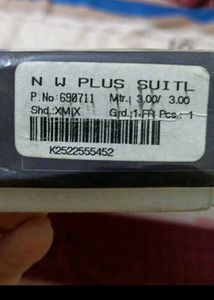 N W PLUS SUITL
P.No:690711 Mtr.| 3.00/ 3.00
Shd.:XMIX Grd.|1-FR Pcs.: 1
K2522555452